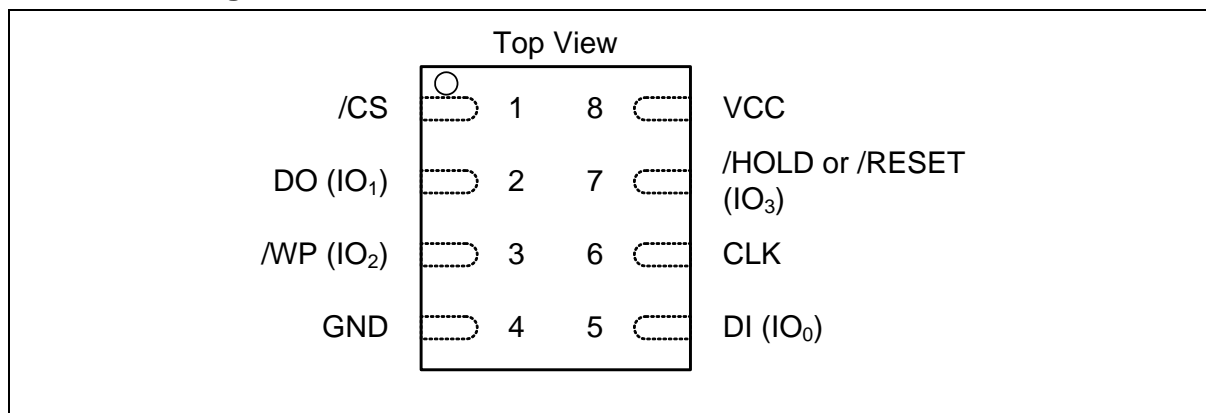 Top View
/CS 1 8 VCC
DO (IO₁) 2 7 /HOLD or /RESET
(IO₃)
/WP (IO₂) 3 6 CLK
GND 4 5 DI (IO₀)